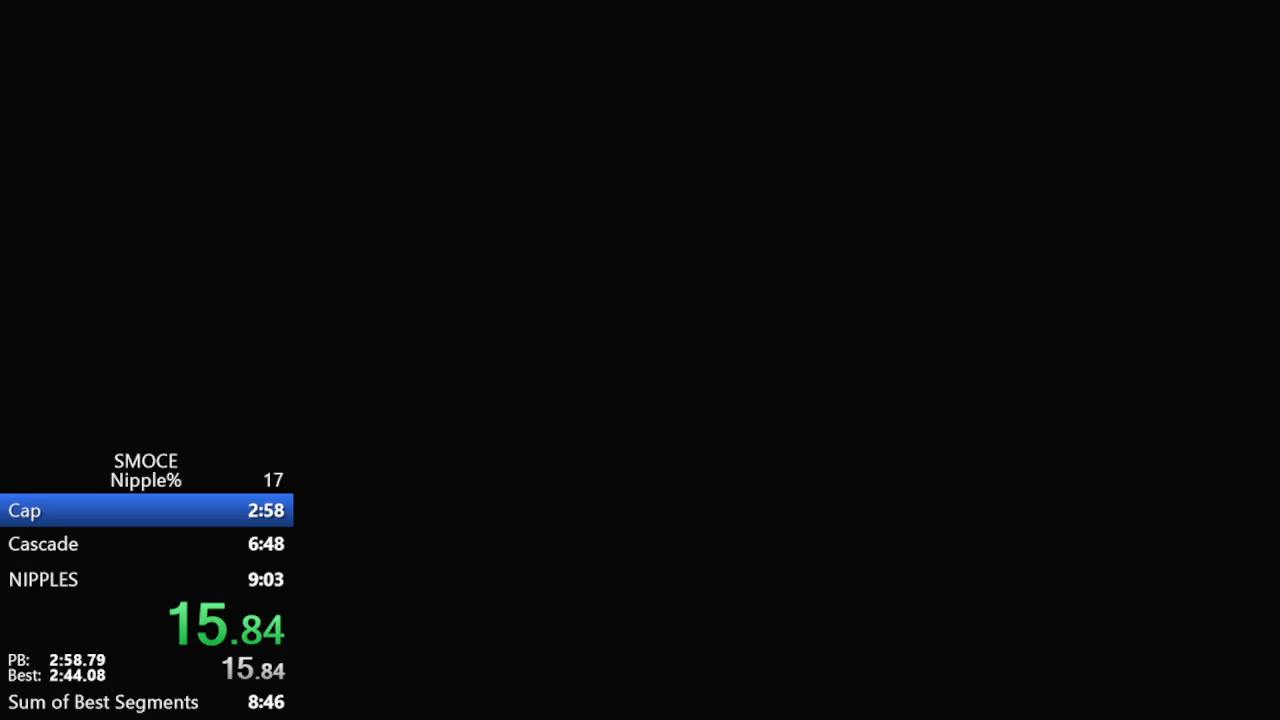 SMOCE
Nipple% 17
Cap 2:58
Cascade 6:48
NIPPLES 9:03
15.84
PB: 2:58.79 15.84
Best: 2:44.08
Sum of Best Segments 8:46